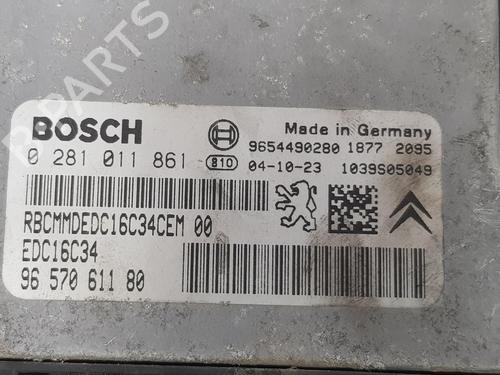 BOSCH
Made in Germany
9654490280 1877 2095
0 281 011 861 810 04-10-23 1039S05049
RBCMMDEDC16C34CEM 00
EDC16C34
96 570 611 80